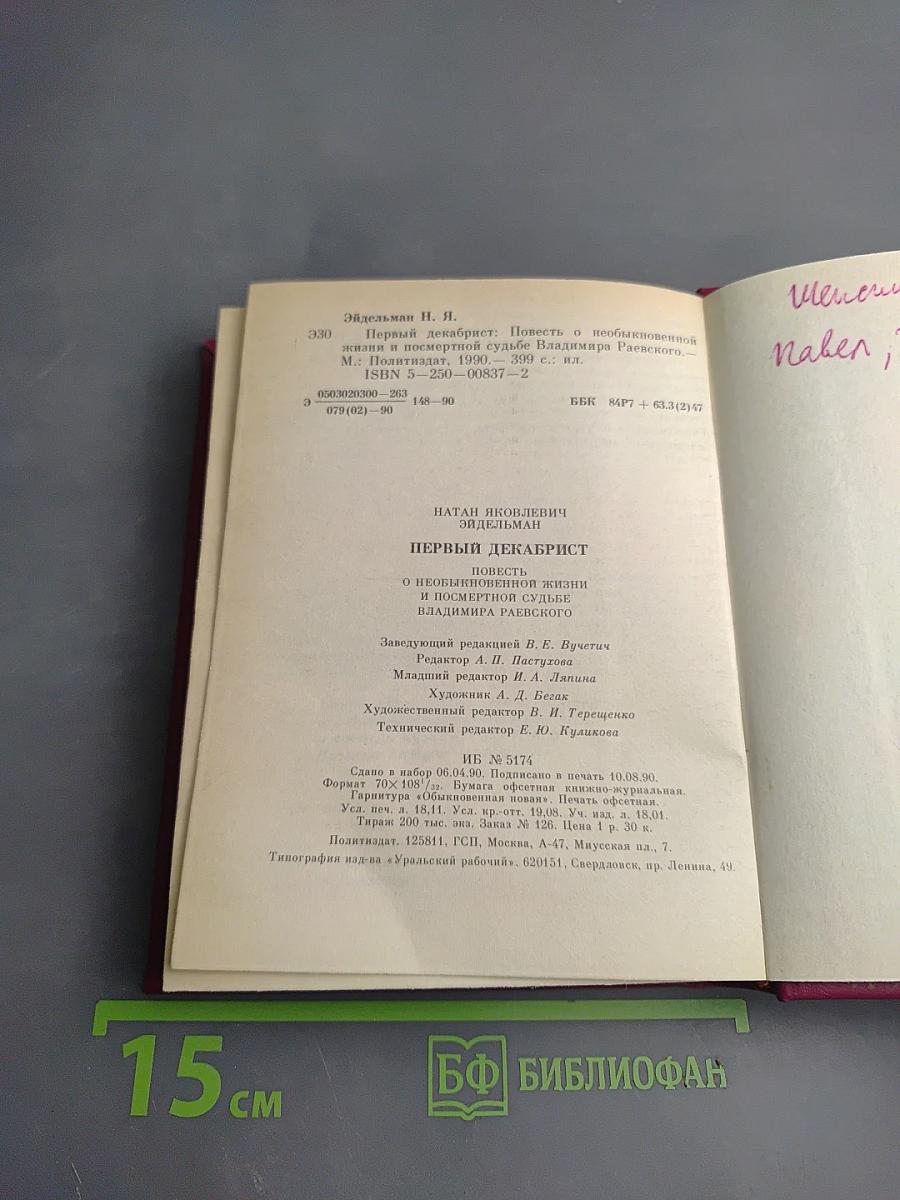 Эйдельман Н. Я.
Э30 Первый декабрист: Повесть о необыкновенной
жизни и посмертной судьбе Владимира Раевского.—
М.: Политиздат, 1990.— 399 с.: ил.
ISBN 5—250—00837—2
Э 0503020300—263 148—90 ББК 84Р7 + 63.3(2)47
079(02)—90
НАТАН ЯКОВЛЕВИЧ
ЭЙДЕЛЬМАН
ПЕРВЫЙ ДЕКАБРИСТ
ПОВЕСТЬ
О НЕОБЫКНОВЕННОЙ ЖИЗНИ
И ПОСМЕРТНОЙ СУДЬБЕ
ВЛАДИМИРА РАЕВСКОГО
Заведующий редакцией В. Е. Вучетич
Редактор А. П. Пастухова
Младший редактор И. А. Ляпина
Художник А. Д. Бегак
Художественный редактор В. И. Терещенко
Технический редактор Е. Ю. Куликова
ИБ № 5174
Сдано в набор 06.04.90. Подписано в печать 10.08.90.
Формат 70×108¹/₃₂. Бумага офсетная книжно-журнальная.
Гарнитура «Обыкновенная новая». Печать офсетная.
Усл. печ. л. 18,11. Усл. кр.-отт. 19,08. Уч. изд. л. 18,01.
Тираж 200 тыс. экз. Заказ № 126. Цена 1 р. 30 к.
Политиздат. 125811, ГСП, Москва, А-47, Миусская пл., 7.
Типография изд-ва «Уральский рабочий». 620151, Свердловск, пр. Ленина, 49.
Павел,
15 см
БФ БИБЛИОФАН